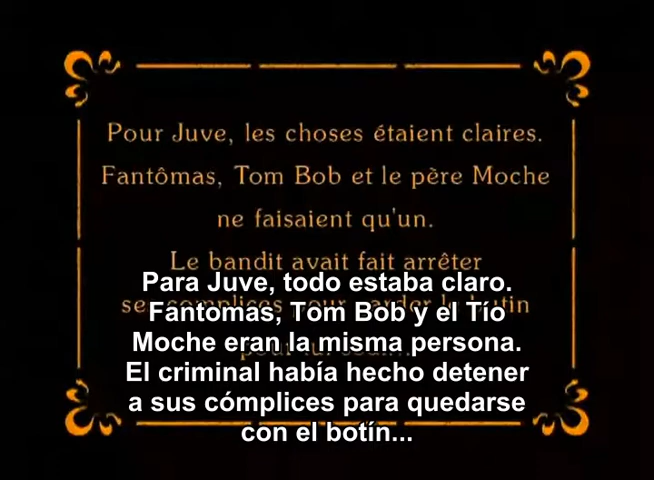 Pour Juve, les choses étaient claires.
Fantômas, Tom Bob et le père Moche
ne faisaient qu'un.
Le bandit avait fait arrêter
Para Juve, todo estaba claro.
Fantomas, Tom Bob y el Tío
Moche eran la misma persona.
El criminal había hecho detener
a sus cómplices para quedarse
con el botín...